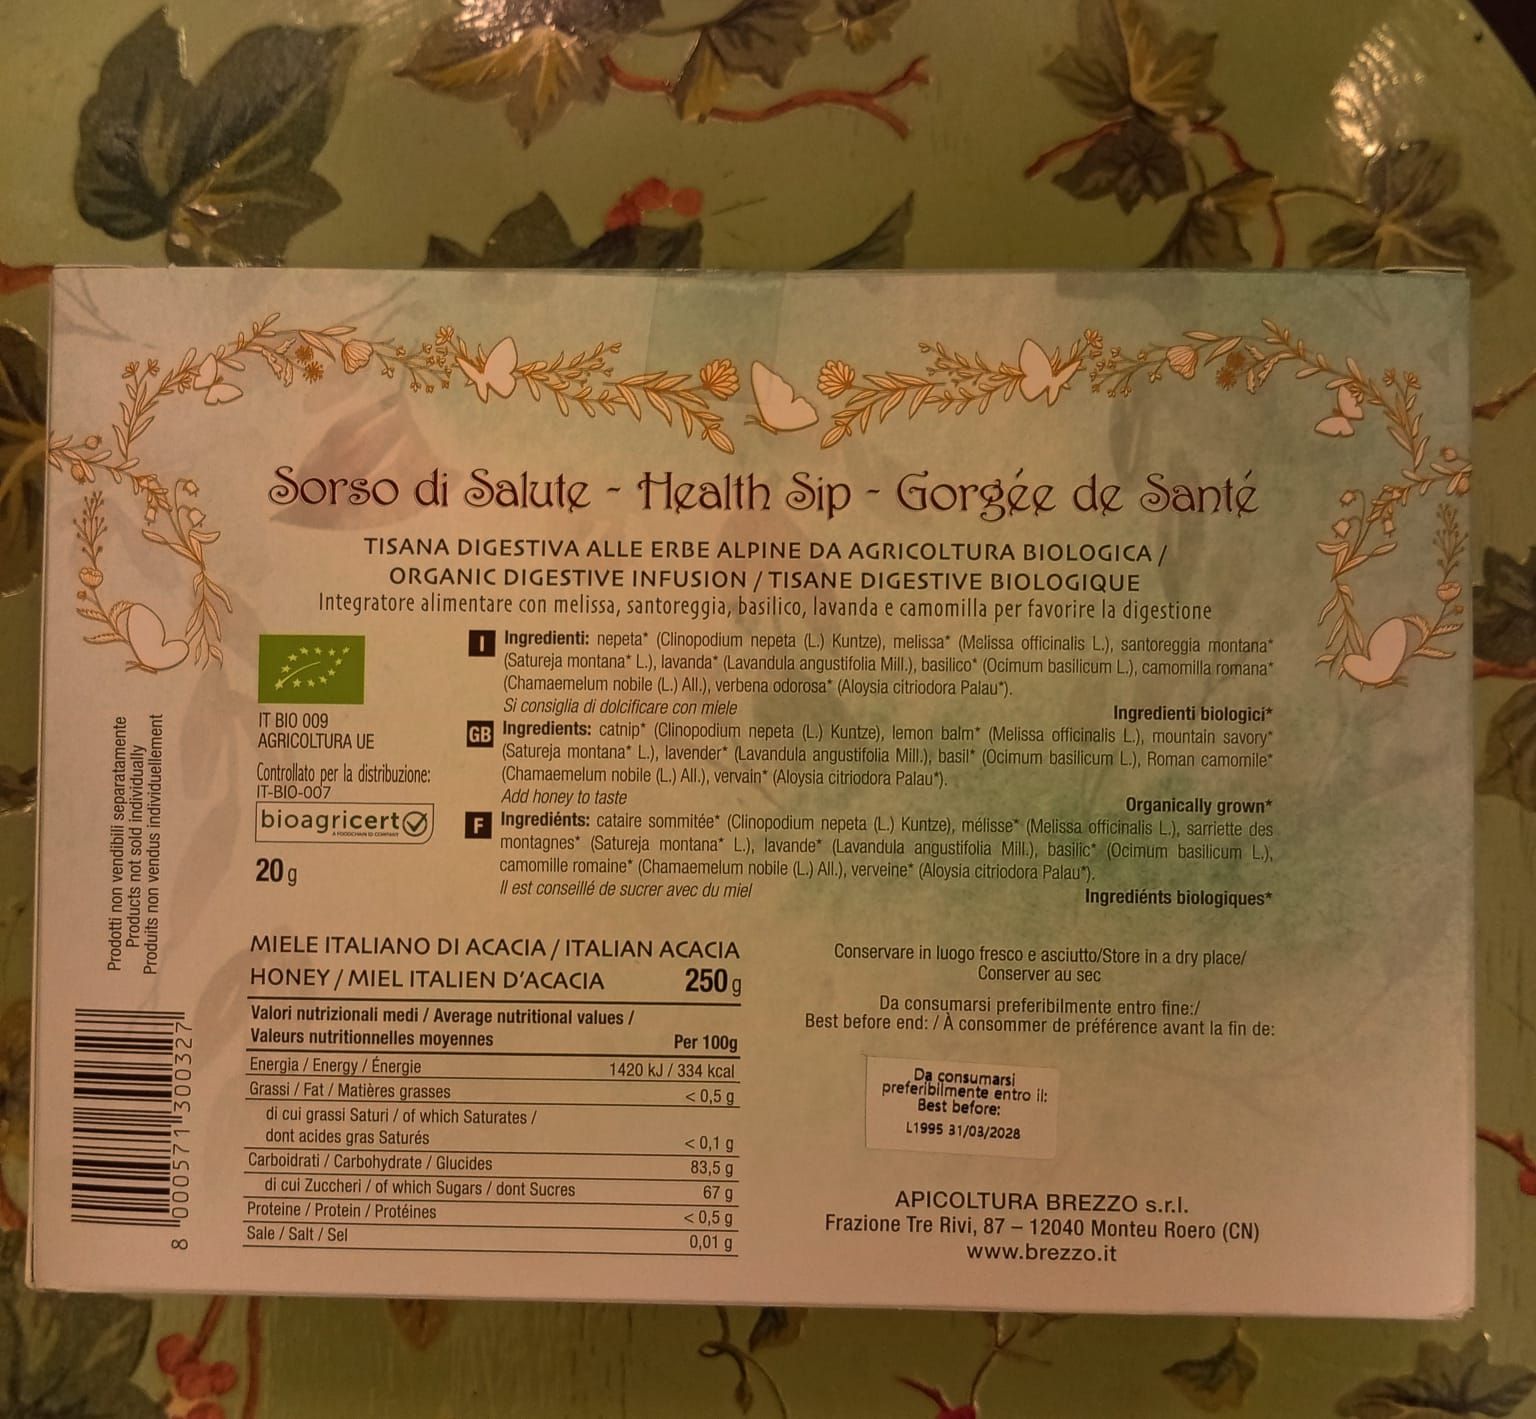 Sorso di Salute - Health Sip - Gorgée de Santé
TISANA DIGESTIVA ALLE ERBE ALPINE DA AGRICOLTURA BIOLOGICA /
ORGANIC DIGESTIVE INFUSION / TISANE DIGESTIVE BIOLOGIQUE
Integratore alimentare con melissa, santoreggia, basilico, lavanda e camomilla per favorire la digestione
I Ingredienti: nepeta* (Clinopodium nepeta (L.) Kuntze), melissa* (Melissa officinalis L.), santoreggia montana*
(Satureja montana* L.), lavanda* (Lavandula angustifolia Mill.), basilico* (Ocimum basilicum L.), camomilla romana*
(Chamaemelum nobile (L.) All.), verbena odorosa* (Aloysia citriodora Palau*).
Si consiglia di dolcificare con miele
Ingredienti biologici*
GB Ingredients: catnip* (Clinopodium nepeta (L.) Kuntze), lemon balm* (Melissa officinalis L.), mountain savory*
(Satureja montana* L.), lavender* (Lavandula angustifolia Mill.), basil* (Ocimum basilicum L.), Roman camomile*
(Chamaemelum nobile (L.) All.), vervain* (Aloysia citriodora Palau*).
Add honey to taste
Organically grown*
F Ingrediénts: cataire sommitée* (Clinopodium nepeta (L.) Kuntze), mélisse* (Melissa officinalis L.), sarriette des
montagnes* (Satureja montana* L.), lavande* (Lavandula angustifolia Mill.), basilic* (Ocimum basilicum L.),
camomille romaine* (Chamaemelum nobile (L.) All.), verveine* (Aloysia citriodora Palau*).
Il est conseillé de sucrer avec du miel
Ingrediénts biologiques*
IT BIO 009
AGRICOLTURA UE
Controllato per la distribuzione:
IT-BIO-007
bioagricert
A FOODCHAIN ID COMPANY
20 g
Prodotti non vendibili separatamente
Products not sold individually
Produits non vendus individuellement
8 000571 300327
MIELE ITALIANO DI ACACIA / ITALIAN ACACIA
HONEY / MIEL ITALIEN D'ACACIA 250 g
Valori nutrizionali medi / Average nutritional values /
Valeurs nutritionnelles moyennes Per 100g
Energia / Energy / Énergie 1420 kJ / 334 kcal
Grassi / Fat / Matières grasses < 0,5 g
di cui grassi Saturi / of which Saturates /
dont acides gras Saturés < 0,1 g
Carboidrati / Carbohydrate / Glucides 83,5 g
di cui Zuccheri / of which Sugars / dont Sucres 67 g
Proteine / Protein / Protéines < 0,5 g
Sale / Salt / Sel 0,01 g
Conservare in luogo fresco e asciutto/Store in a dry place/
Conserver au sec
Da consumarsi preferibilmente entro fine:/
Best before end: / À consommer de préférence avant la fin de:
Da consumarsi
preferibilmente entro il:
Best before:
L1995 31/03/2028
APICOLTURA BREZZO s.r.l.
Frazione Tre Rivi, 87 – 12040 Monteu Roero (CN)
www.brezzo.it